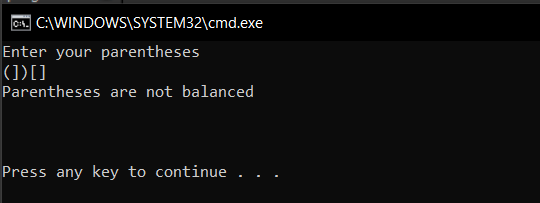 C:\WINDOWS\SYSTEM32\cmd.exe
Enter your parentheses
(])[]
Parentheses are not balanced
Press any key to continue . . .